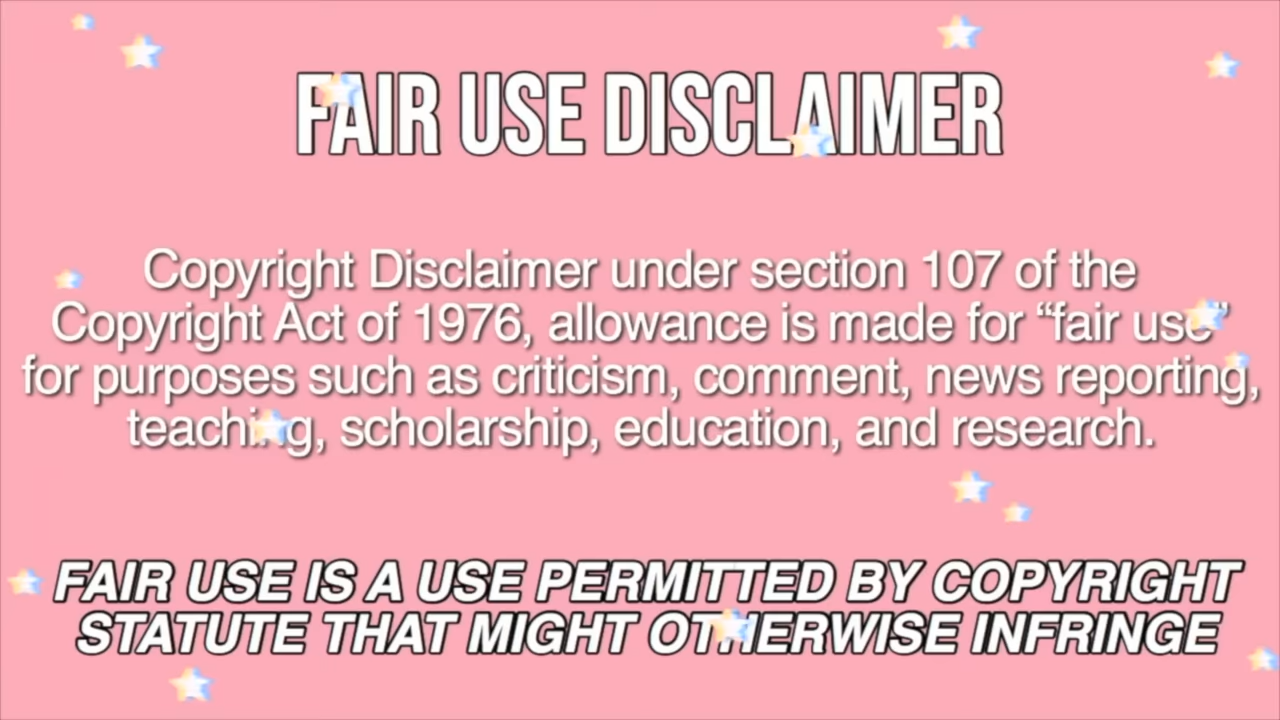 FAIR USE DISCLAIMER
Copyright Disclaimer under section 107 of the
Copyright Act of 1976, allowance is made for “fair use”
for purposes such as criticism, comment, news reporting,
teaching, scholarship, education, and research.
FAIR USE IS A USE PERMITTED BY COPYRIGHT
STATUTE THAT MIGHT OTHERWISE INFRINGE